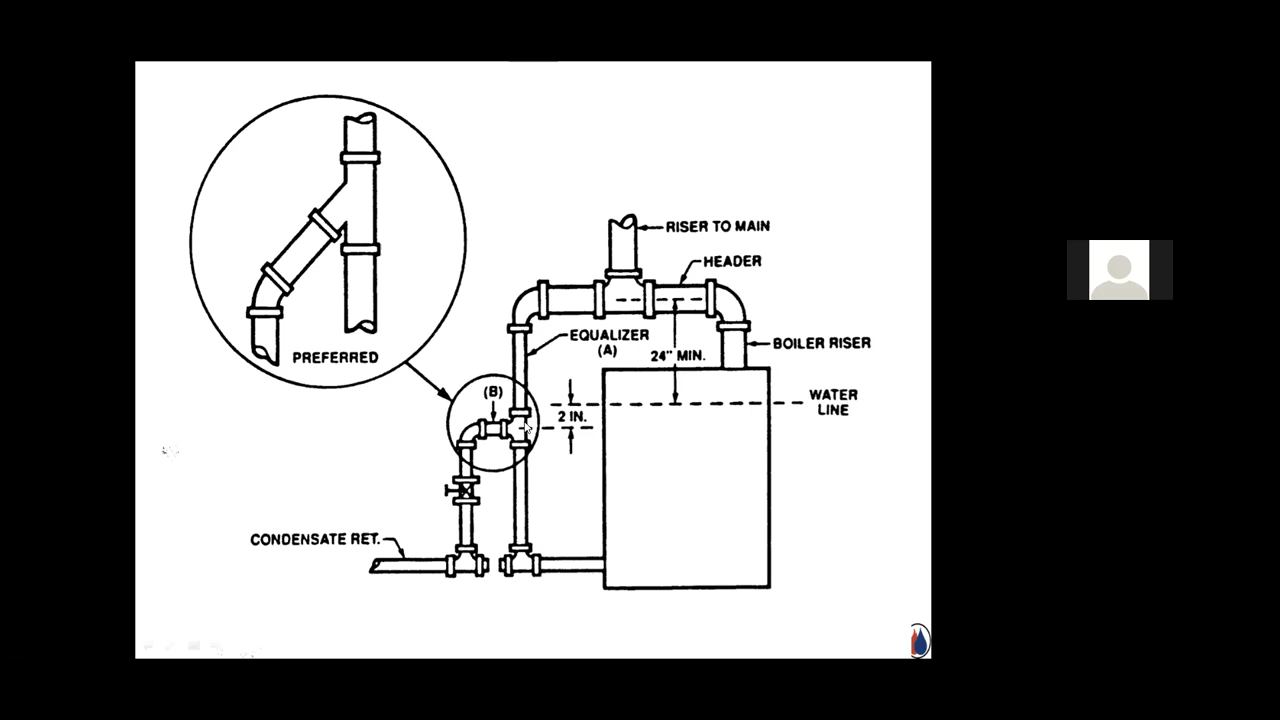 PREFERRED
RISER TO MAIN
HEADER
EQUALIZER
(A)
24" MIN.
BOILER RISER
(B)
WATER
LINE
2 IN.
CONDENSATE RET.